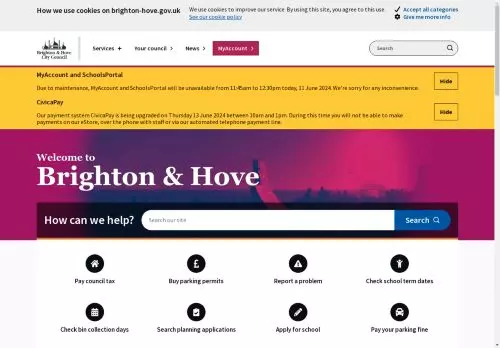 How we use cookies on brighton-hove.gov.uk
We use cookies to improve our service. By using this site, you agree to this use.
See our cookie policy
Accept all categories
Give me more info
Brighton & Hove
City Council
Services +
Your council
News
MyAccount
Search
MyAccount and SchoolsPortal
Due to maintenance, MyAccount and SchoolsPortal will be unavailable from 11:45am to 12:30pm today, 11 June 2024. We're sorry for any inconvenience.
Hide
CivicaPay
Our payment system CivicaPay is being upgraded on Thursday 13 June 2024 between 10am and 1pm. During this time you will not be able to make
payments on our eStore, over the phone with staff or via our automated telephone payment line.
Hide
Welcome to
Brighton & Hove
How can we help?
Search our site
Search
Pay council tax
Buy parking permits
Report a problem
Check school term dates
Check bin collection days
Search planning applications
Apply for school
Pay your parking fine